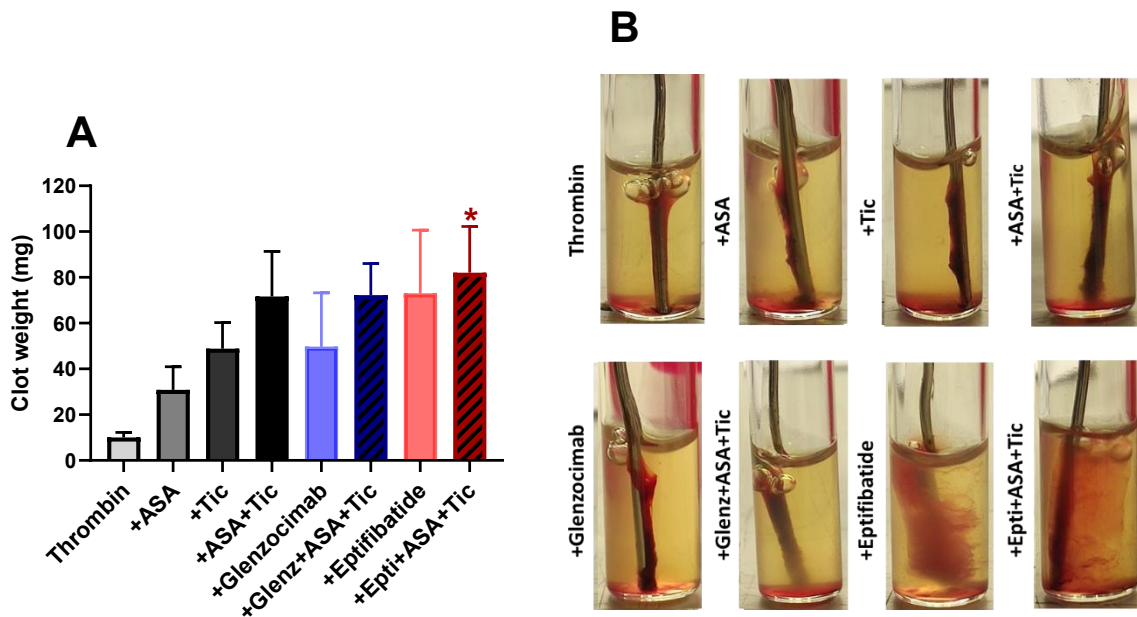 A
Clot weight (mg)
120
100
80
60
40
20
0
*
Thrombin
+ASA
+Tic
+ASA+Tic
+Glenzocimab
+Glenz+ASA+Tic
+Eptifibatide
+Epti+ASA+Tic
B
Thrombin
+ASA
+Tic
+ASA+Tic
+Glenzocimab
+Glenz+ASA+Tic
+Eptifibatide
+Epti+ASA+Tic